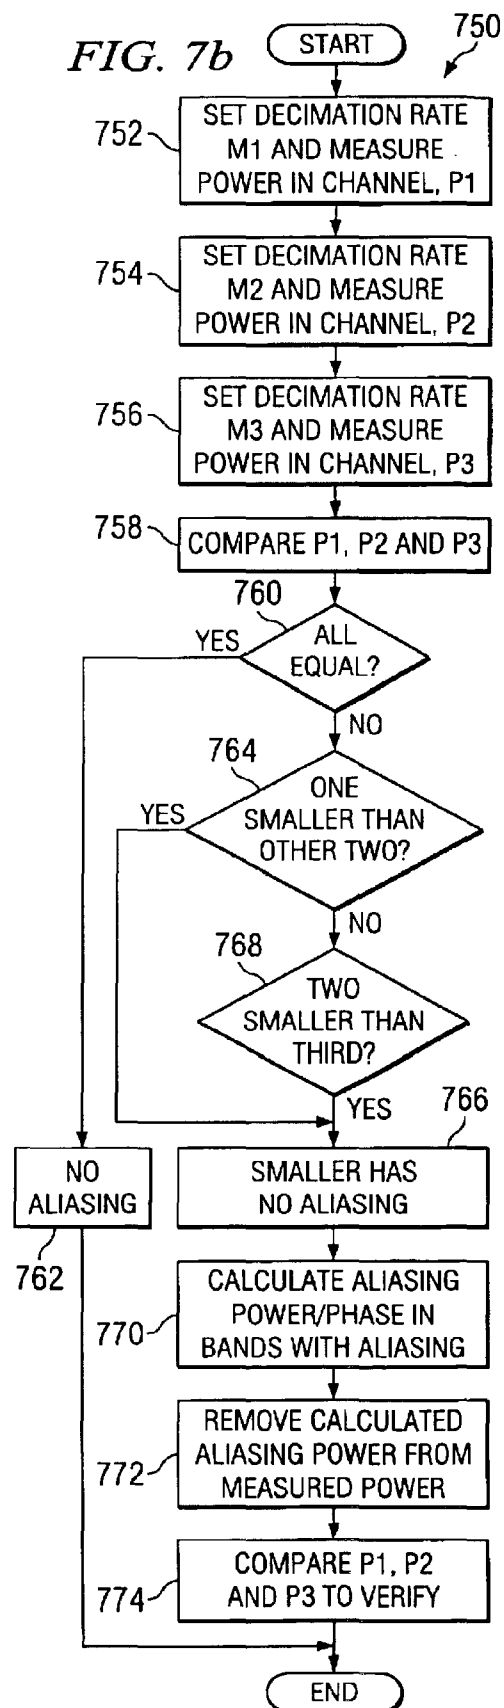 FIG. 7b
START
750
752
SET DECIMATION RATE
M1 AND MEASURE
POWER IN CHANNEL, P1
754
SET DECIMATION RATE
M2 AND MEASURE
POWER IN CHANNEL, P2
756
SET DECIMATION RATE
M3 AND MEASURE
POWER IN CHANNEL, P3
758
COMPARE P1, P2 AND P3
760
YES
ALL
EQUAL?
NO
764
YES
ONE
SMALLER THAN
OTHER TWO?
NO
768
TWO
SMALLER THAN
THIRD?
YES
766
NO
ALIASING
762
SMALLER HAS
NO ALIASING
770
CALCULATE ALIASING
POWER/PHASE IN
BANDS WITH ALIASING
772
REMOVE CALCULATED
ALIASING POWER FROM
MEASURED POWER
774
COMPARE P1, P2
AND P3 TO VERIFY
END